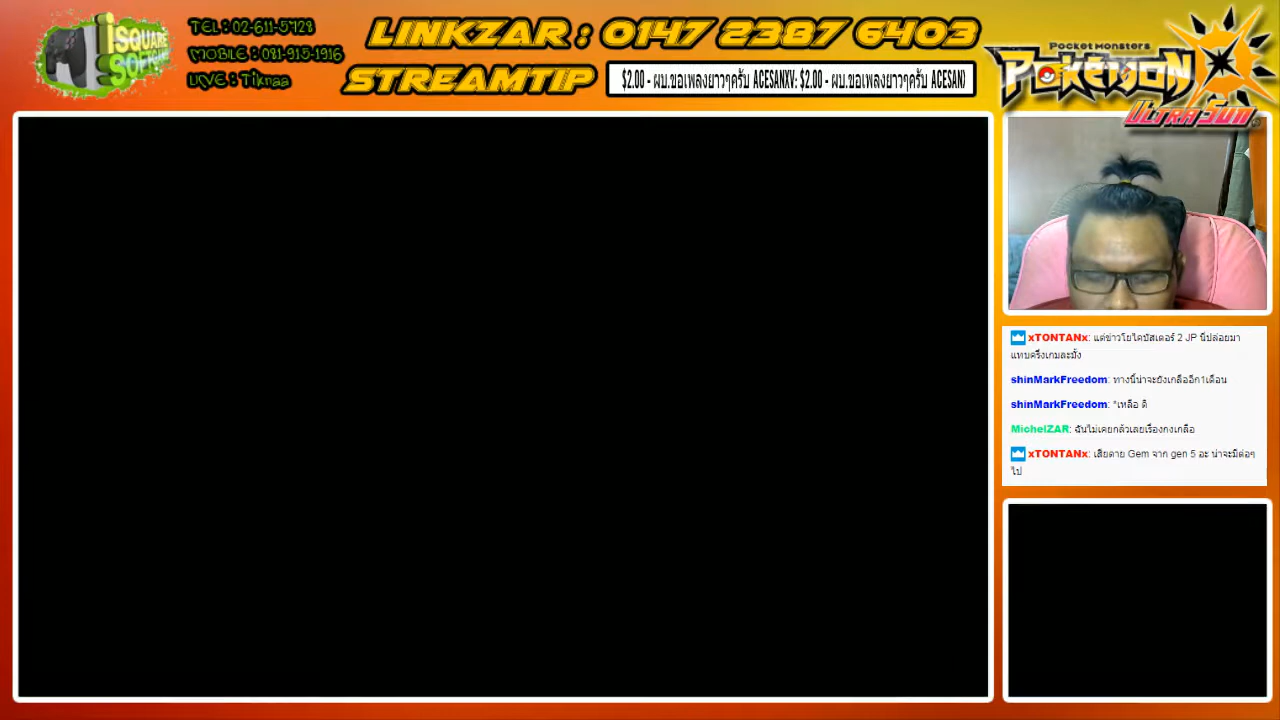 iSQUARE
SOFTWARE
TEL : 02-611-5728
MOBILE : 081-915-1916
LINE : Tiknaa
LINKZAR : 0147 2387 6403
STREAMTIP
$2.00 - ผบ.ขอเพลงยาวๆครับ ACESANXV: $2.00 - ผบ.ขอเพลงยาวๆครับ ACESAN)
Pocket Monsters
POKÉMON
ULTRA SUN
xTONTANx: แต่ข่าวโยไคบัสเตอร์ 2 JP นี่ปล่อยมา
แทบครึ่งเกมละมั้ง
shinMarkFreedom: ทางนี้น่าจะยังเกลืออีก1เดือน
shinMarkFreedom: *เหลือ ดิ
MichelZAR: ฉันไม่เคยกลัวเลยเรื่องกงเกลือ
xTONTANx: เสียดาย Gem จาก gen 5 อะ น่าจะมีต่อๆ
ไป